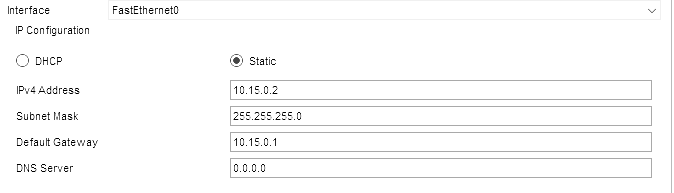 Interface FastEthernet0
IP Configuration
DHCP Static
IPv4 Address 10.15.0.2
Subnet Mask 255.255.255.0
Default Gateway 10.15.0.1
DNS Server 0.0.0.0